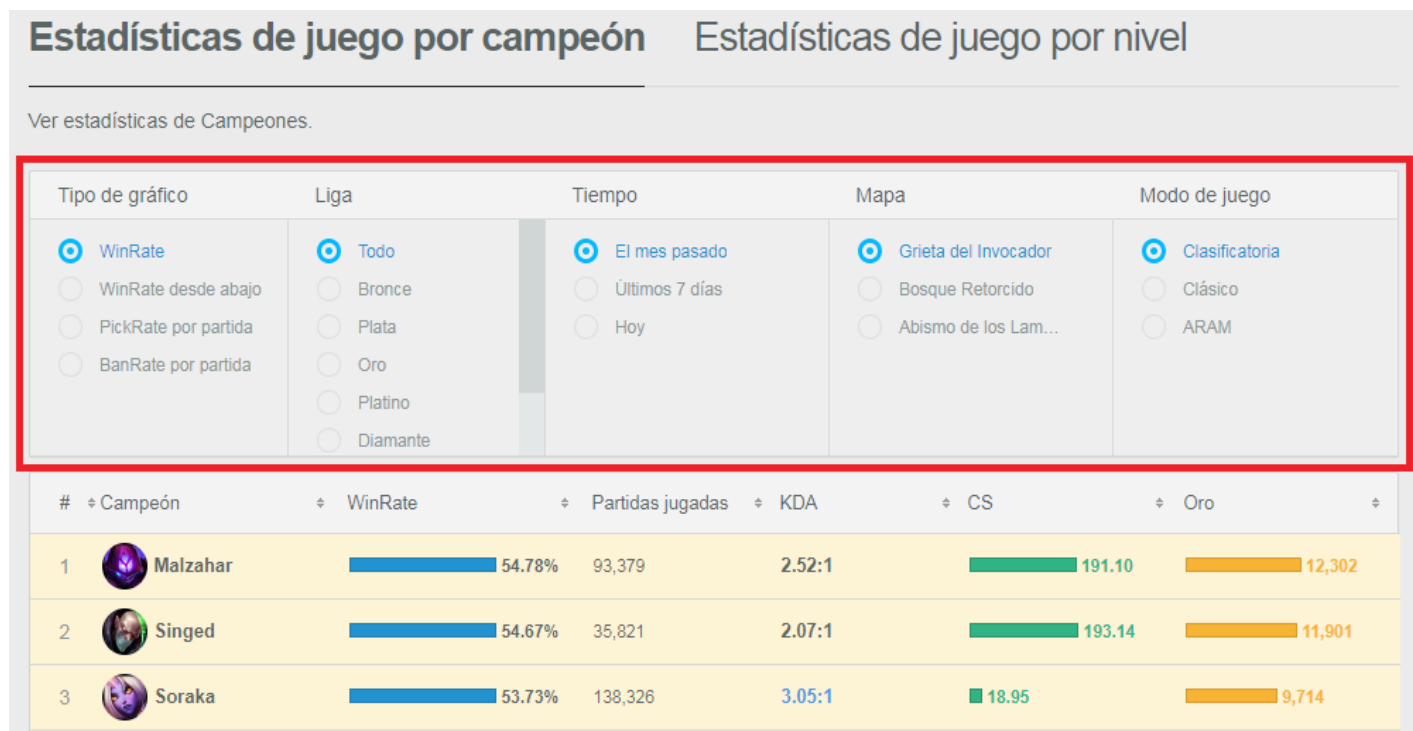 Estadísticas de juego por campeón Estadísticas de juego por nivel
Ver estadísticas de Campeones.
Tipo de gráfico Liga Tiempo Mapa Modo de juego
WinRate Todo El mes pasado Grieta del Invocador Clasificatoria
WinRate desde abajo Bronce Últimos 7 días Bosque Retorcido Clásico
PickRate por partida Plata Hoy Abismo de los Lam... ARAM
BanRate por partida Oro
Platino
Diamante
# Campeón WinRate Partidas jugadas KDA CS Oro
1 Malzahar 54.78% 93,379 2.52:1 191.10 12,302
2 Singed 54.67% 35,821 2.07:1 193.14 11,901
3 Soraka 53.73% 138,326 3.05:1 18.95 9,714